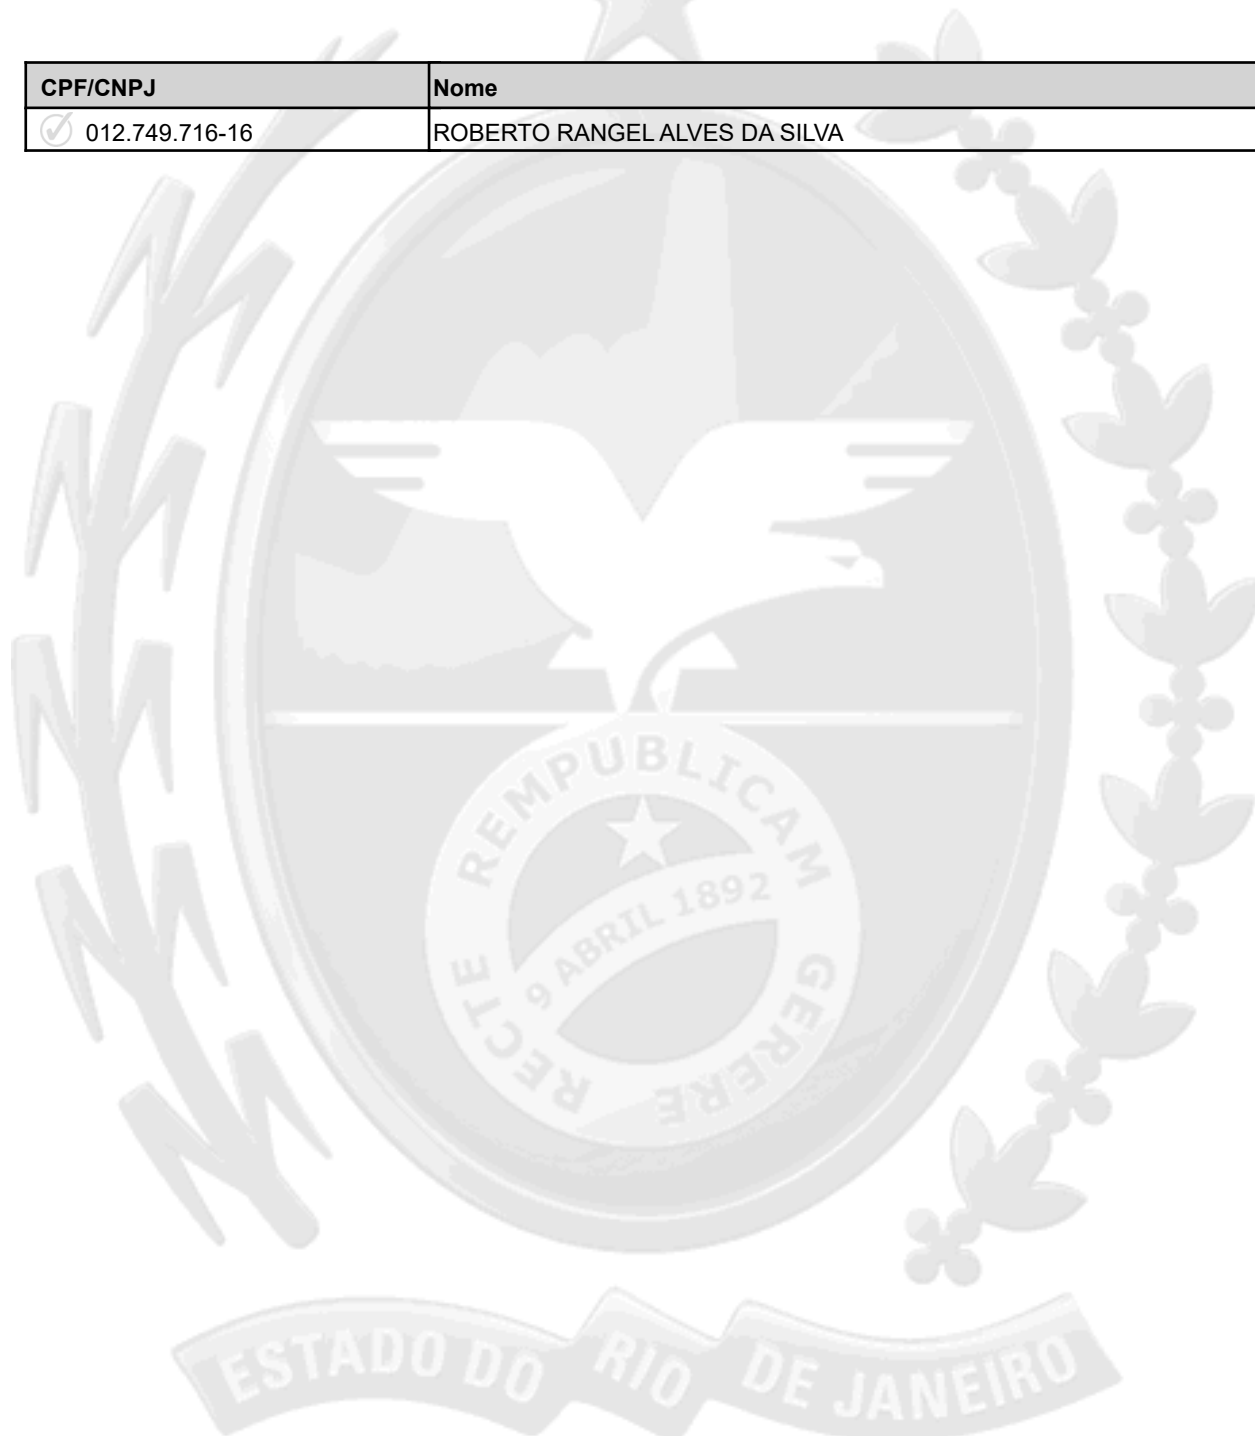 CPF/CNPJ Nome
012.749.716-16 ROBERTO RANGEL ALVES DA SILVA
REMPUBLICAM
9 ABRIL 1892
RECTE GERERE
ESTADO DO RIO DE JANEIRO